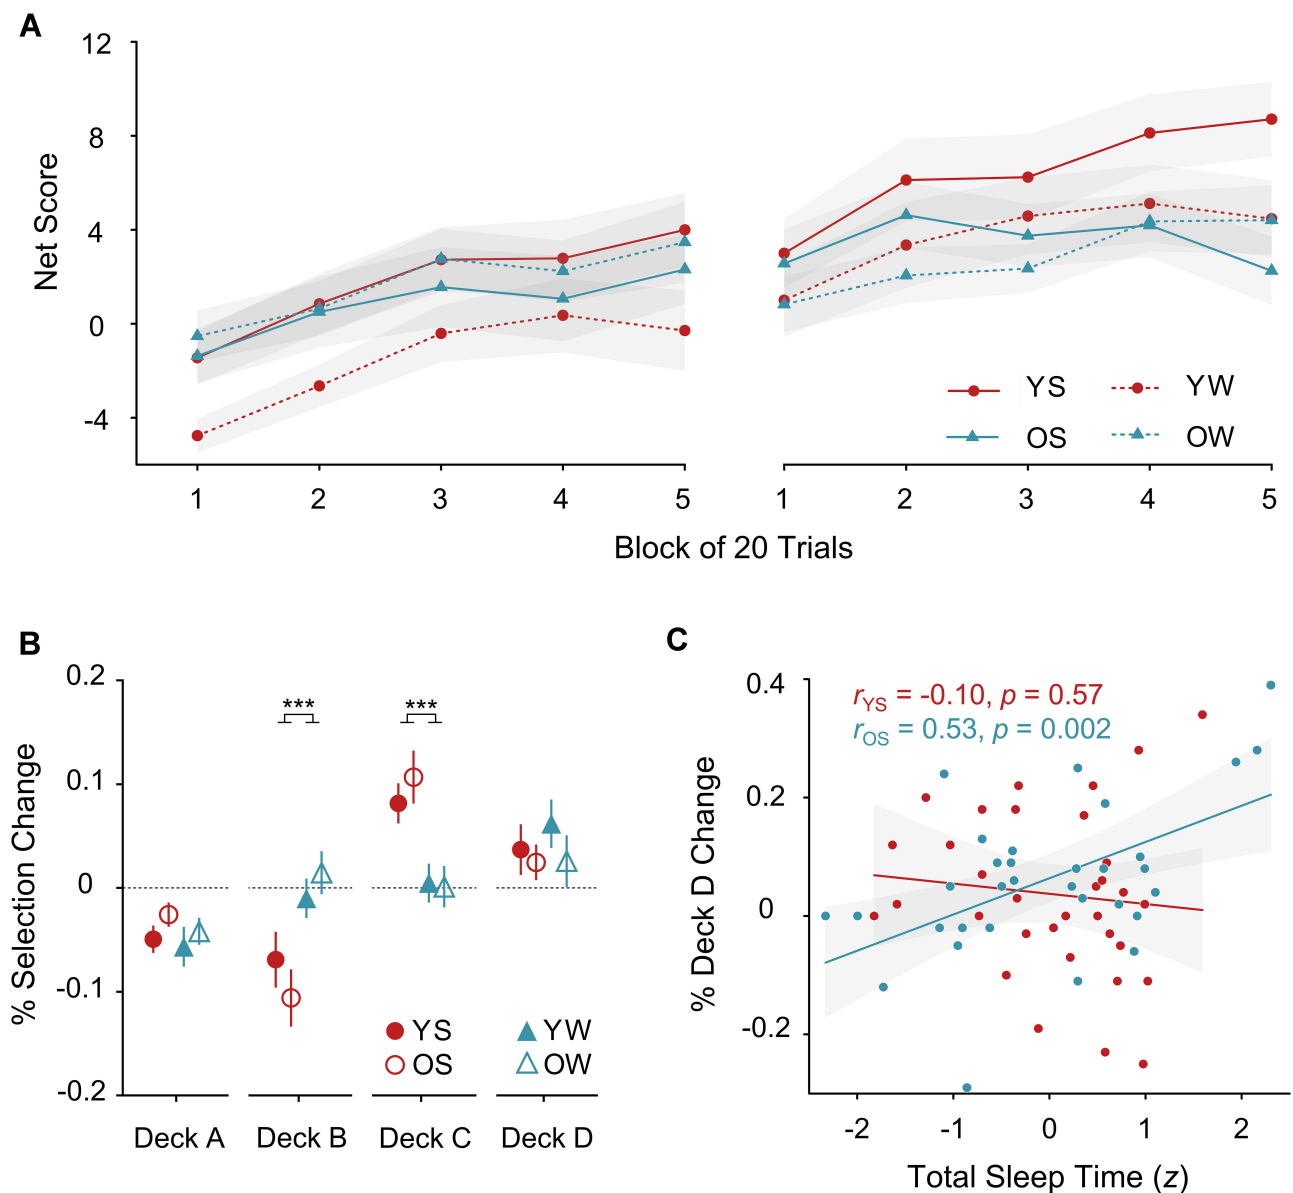 A
12
8
4
0
-4
Net Score
1 2 3 4 5 1 2 3 4 5
Block of 20 Trials
YS YW
OS OW
B
0.2
0.1
0
-0.1
-0.2
% Selection Change
*** ***
YS YW
OS OW
Deck A Deck B Deck C Deck D
C
0.4
0.2
0
-0.2
% Deck D Change
rYS = -0.10, p = 0.57
rOS = 0.53, p = 0.002
-2 -1 0 1 2
Total Sleep Time (z)